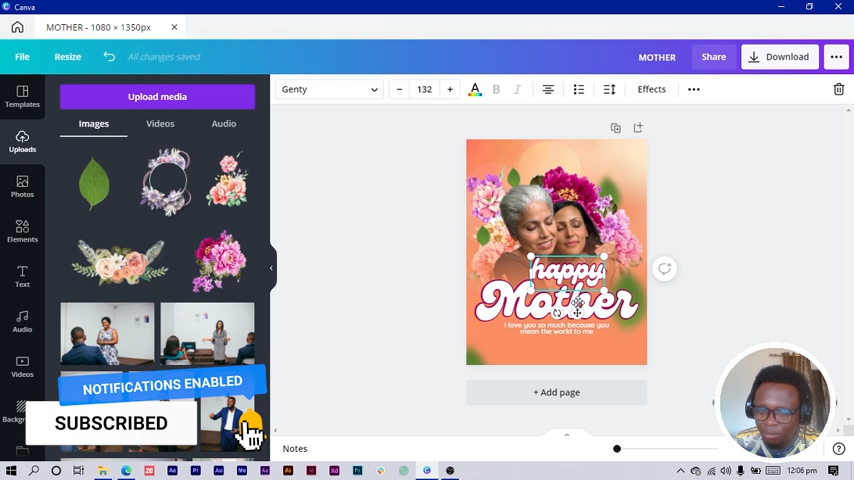 Canva
MOTHER - 1080 × 1350px
File
Resize
All changes saved
MOTHER
Share
Download
Templates
Uploads
Photos
Elements
Text
Audio
Videos
Upload media
Images
Videos
Audio
Genty
132
A
B
I
Effects
happy
Mother
I love you so much because you
mean the world to me
+ Add page
NOTIFICATIONS ENABLED
SUBSCRIBED
Notes
12:06 pm